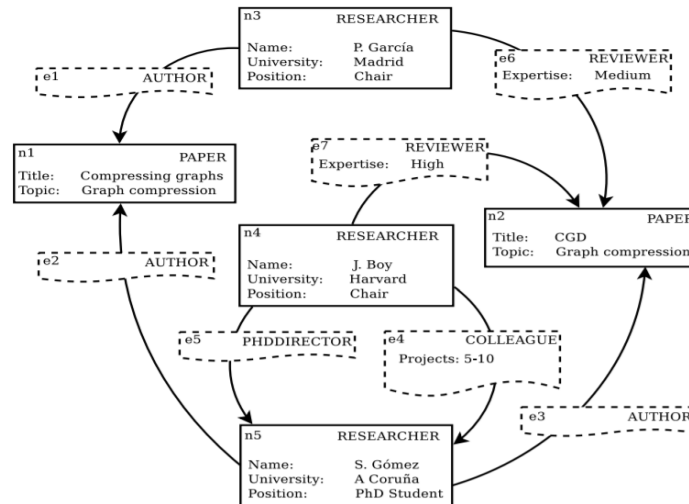 n3 RESEARCHER
Name: P. García
University: Madrid
Position: Chair
e1 AUTHOR
e6 REVIEWER
Expertise: Medium
n1 PAPER
Title: Compressing graphs
Topic: Graph compression
e7 REVIEWER
Expertise: High
n2 PAPER
Title: CGD
Topic: Graph compression
n4 RESEARCHER
Name: J. Boy
University: Harvard
Position: Chair
e2 AUTHOR
e5 PHDDIRECTOR
e4 COLLEAGUE
Projects: 5-10
e3 AUTHOR
n5 RESEARCHER
Name: S. Gómez
University: A Coruña
Position: PhD Student